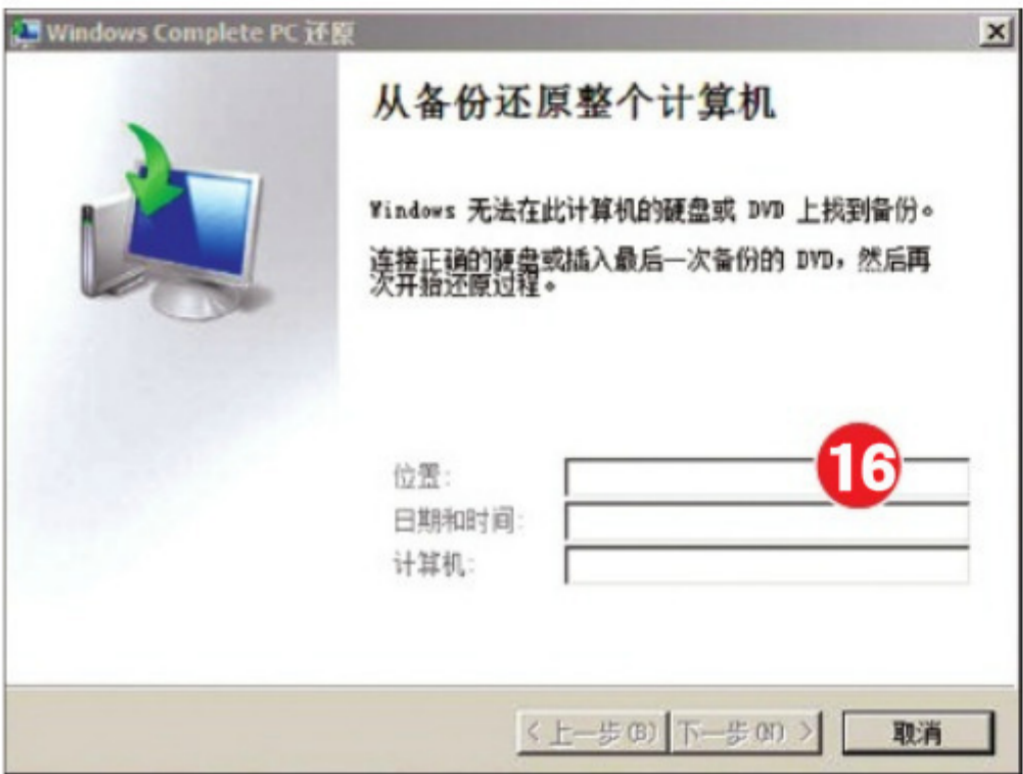 Windows Complete PC 还原
从备份还原整个计算机
Windows 无法在此计算机的硬盘或 DVD 上找到备份。
连接正确的硬盘或插入最后一次备份的 DVD，然后再
次开始还原过程。
16
位置:
日期和时间:
计算机:
< 上一步(B)
下一步(N) >
取消